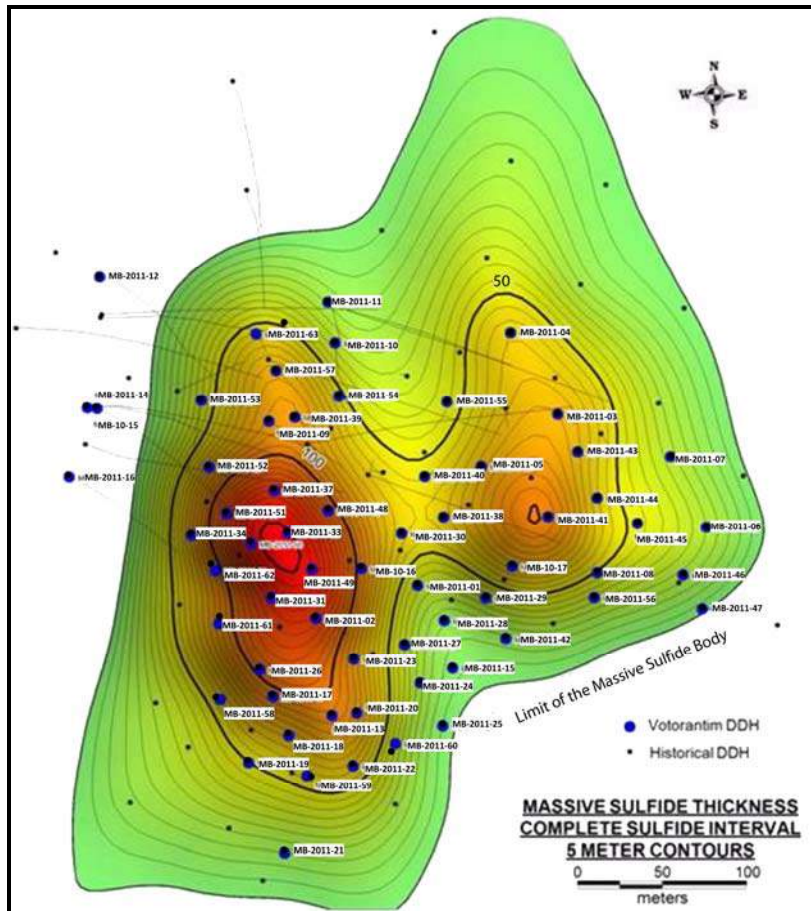 N
W E
S
MB-2011-12
MB-2011-11
50
MB-2011-63
MB-2011-04
MB-2011-10
MB-2011-57
MB-2011-14
MB-2011-53
MB-2011-54
MB-2011-55
MB-2011-39
MB-2011-03
MB-10-15
MB-2011-09
MB-2011-43
100
MB-2011-07
MB-2011-52
MB-2011-05
MB-2011-16
MB-2011-40
MB-2011-37
MB-2011-44
MB-2011-51
MB-2011-48
MB-2011-38
MB-2011-41
MB-2011-06
MB-2011-34
MB-2011-33
MB-2011-30
MB-2011-45
MB-2011-62
MB-2011-49
MB-10-16
MB-10-17
MB-2011-08
MB-2011-46
MB-2011-01
MB-2011-31
MB-2011-29
MB-2011-56
MB-2011-47
MB-2011-61
MB-2011-02
MB-2011-28
MB-2011-42
MB-2011-27
MB-2011-23
MB-2011-26
MB-2011-15
MB-2011-24
Limit of the Massive Sulfide Body
MB-2011-17
MB-2011-58
MB-2011-20
MB-2011-13
MB-2011-25
Votorantim DDH
MB-2011-18
MB-2011-60
Historical DDH
MB-2011-19
MB-2011-22
MB-2011-59
MASSIVE SULFIDE THICKNESS
COMPLETE SULFIDE INTERVAL
5 METER CONTOURS
MB-2011-21
0 50 100
meters